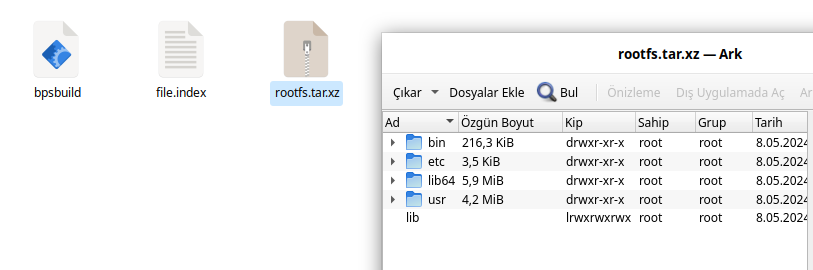 rootfs.tar.xz — Ark
bpsbuild
file.index
rootfs.tar.xz
Çıkar Dosyalar Ekle Bul Önizleme Dış Uygulamada Aç Ar
Ad Özgün Boyut Kip Sahip Grup Tarih
bin 216,3 KiB drwxr-xr-x root root 8.05.2024
etc 3,5 KiB drwxr-xr-x root root 8.05.2024
lib64 5,9 MiB drwxr-xr-x root root 8.05.2024
usr 4,2 MiB drwxr-xr-x root root 8.05.2024
lib lrwxrwxrwx root root 8.05.2024